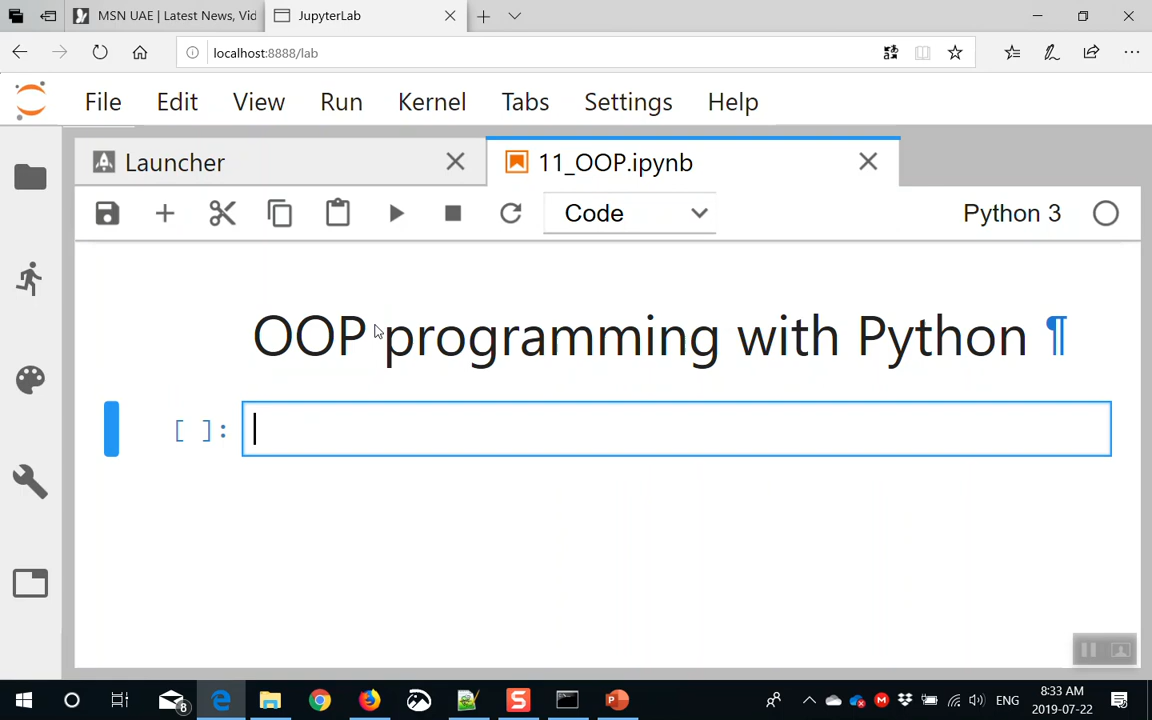 MSN UAE | Latest News, Vid
JupyterLab
localhost:8888/lab
File Edit View Run Kernel Tabs Settings Help
Launcher
11_OOP.ipynb
Code
Python 3
OOP programming with Python ¶
[ ]:
8
ENG
8:33 AM
2019-07-22